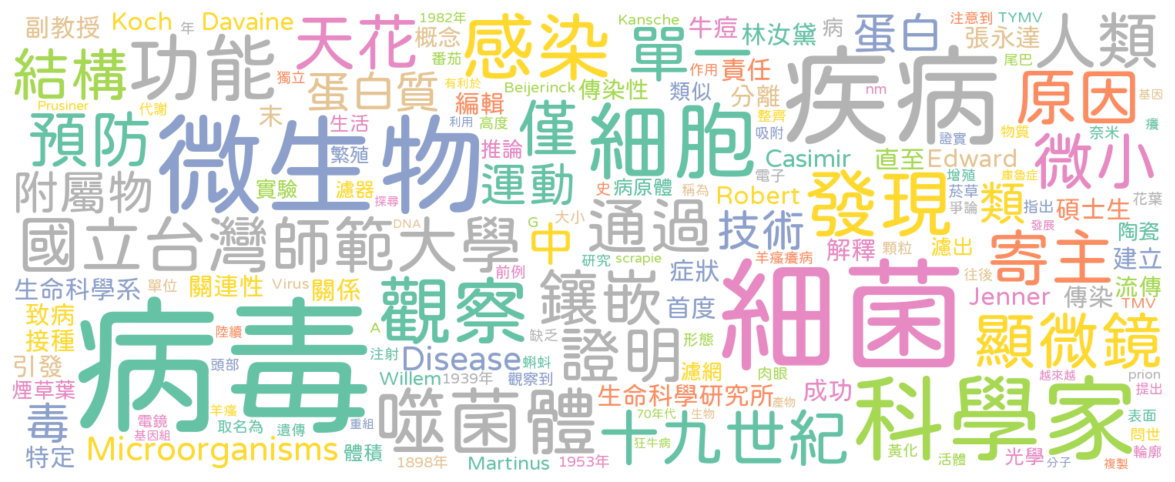 副教授 Koch 年 Davaine 天花 1982年 概念 番茄 感染 Kansche 單一 牛痘 林汝黛 病 蛋白 注意到 TYMV 張永達 尾巴 人類
結構 功能 獨立 蛋白質 有利於 編輯 Beijerinck 傳染性 作用 責任 類似 分離 整齊 疾病 nm 原因 基因
Prusiner 代謝 末 利用 高度 預防 微生物 生活 繁殖 推論 僅 細胞 吸附 證實 物質 奈米 癢 微小
附屬物 實驗 濾器 探尋 運動 史 病原體 稱為 電子 Casimir 直至 Edward 增殖 庫魯症 Robert 發現 類 菸草 爭論 指出 發展 碩士生 花葉
國立台灣師範大學 DNA G 大小 中 通過 技術 解釋 顆粒 濾出 寄主 陶瓷 建立
生命科學系 單位 關連性 Virus 關係 前例 研究 scrapie 鑲嵌 症狀 羊瘙癢病 首度 細菌 往後 Jenner 傳染 流傳 TMV
致病 接種 陸續 病毒 A 觀察 缺乏 證明 形態 顯微鏡
引發 頭部 注射 Disease 蝌蚪 濾網 肉眼 越來越 prion
煙草葉 羊瘙 Willem 1939年 觀察到 生命科學研究所 成功 提出
毒 電鏡 基因組 取名為 遺傳 重組 噬菌體 70年代 生物 產物 科學家 表面
特定 Microorganisms 體積 1898年 Martinus 1953年 十九世紀 狂牛病 黃化 活體 光學 分子 問世 輪廓 複製